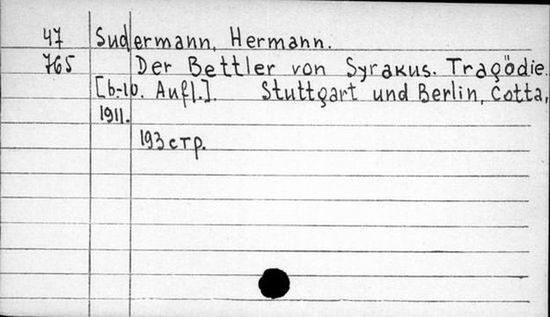 47 Sudermann, Hermann.
765 Der Bettler von Syrakus. Tragödie.
[6-10. Aufl.]. Stuttgart und Berlin, Cotta,
1911.
193 стр.